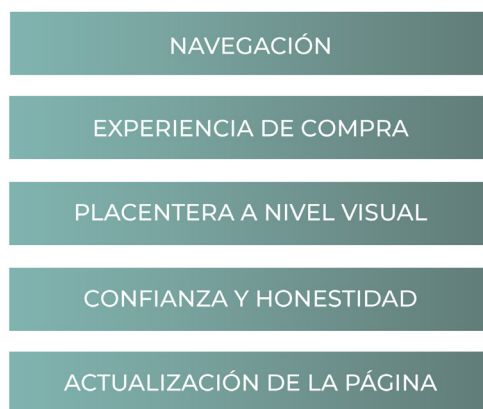 NAVEGACIÓN
EXPERIENCIA DE COMPRA
PLACENTERA A NIVEL VISUAL
CONFIANZA Y HONESTIDAD
ACTUALIZACIÓN DE LA PÁGINA